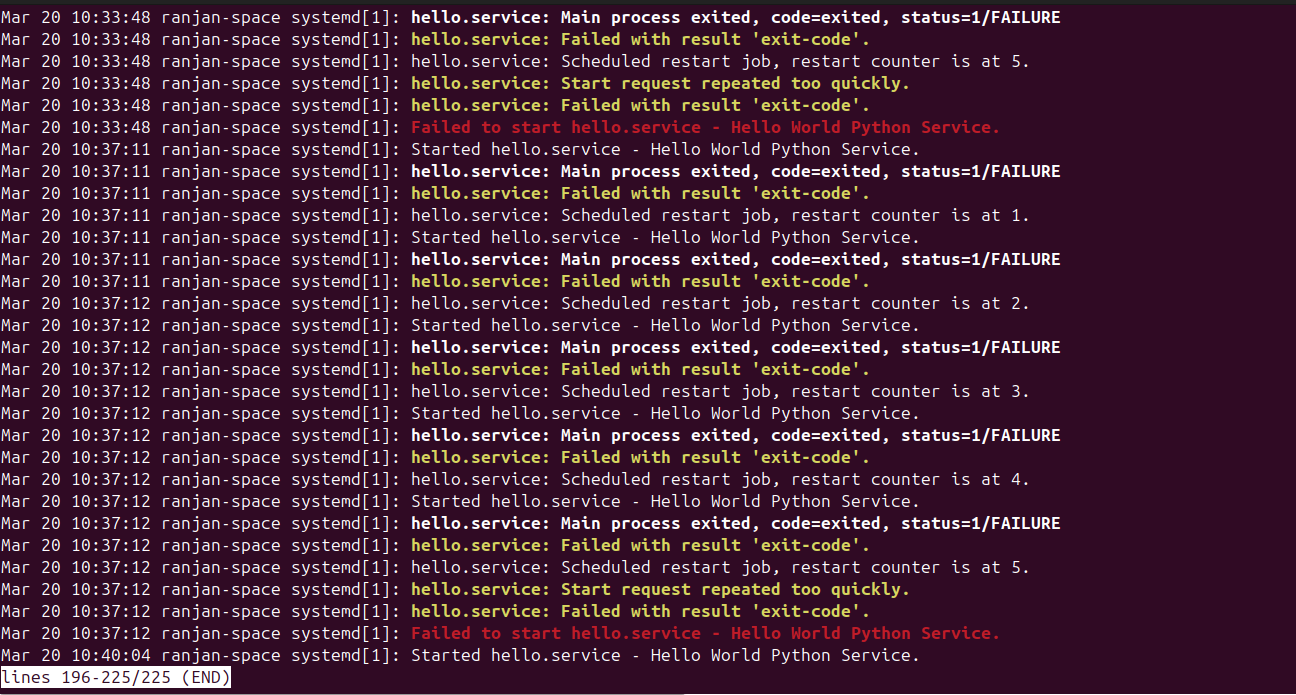 Mar 20 10:33:48 ranjan-space systemd[1]: hello.service: Main process exited, code=exited, status=1/FAILURE
Mar 20 10:33:48 ranjan-space systemd[1]: hello.service: Failed with result 'exit-code'.
Mar 20 10:33:48 ranjan-space systemd[1]: hello.service: Scheduled restart job, restart counter is at 5.
Mar 20 10:33:48 ranjan-space systemd[1]: hello.service: Start request repeated too quickly.
Mar 20 10:33:48 ranjan-space systemd[1]: hello.service: Failed with result 'exit-code'.
Mar 20 10:33:48 ranjan-space systemd[1]: Failed to start hello.service - Hello World Python Service.
Mar 20 10:37:11 ranjan-space systemd[1]: Started hello.service - Hello World Python Service.
Mar 20 10:37:11 ranjan-space systemd[1]: hello.service: Main process exited, code=exited, status=1/FAILURE
Mar 20 10:37:11 ranjan-space systemd[1]: hello.service: Failed with result 'exit-code'.
Mar 20 10:37:11 ranjan-space systemd[1]: hello.service: Scheduled restart job, restart counter is at 1.
Mar 20 10:37:11 ranjan-space systemd[1]: Started hello.service - Hello World Python Service.
Mar 20 10:37:11 ranjan-space systemd[1]: hello.service: Main process exited, code=exited, status=1/FAILURE
Mar 20 10:37:11 ranjan-space systemd[1]: hello.service: Failed with result 'exit-code'.
Mar 20 10:37:12 ranjan-space systemd[1]: hello.service: Scheduled restart job, restart counter is at 2.
Mar 20 10:37:12 ranjan-space systemd[1]: Started hello.service - Hello World Python Service.
Mar 20 10:37:12 ranjan-space systemd[1]: hello.service: Main process exited, code=exited, status=1/FAILURE
Mar 20 10:37:12 ranjan-space systemd[1]: hello.service: Failed with result 'exit-code'.
Mar 20 10:37:12 ranjan-space systemd[1]: hello.service: Scheduled restart job, restart counter is at 3.
Mar 20 10:37:12 ranjan-space systemd[1]: Started hello.service - Hello World Python Service.
Mar 20 10:37:12 ranjan-space systemd[1]: hello.service: Main process exited, code=exited, status=1/FAILURE
Mar 20 10:37:12 ranjan-space systemd[1]: hello.service: Failed with result 'exit-code'.
Mar 20 10:37:12 ranjan-space systemd[1]: hello.service: Scheduled restart job, restart counter is at 4.
Mar 20 10:37:12 ranjan-space systemd[1]: Started hello.service - Hello World Python Service.
Mar 20 10:37:12 ranjan-space systemd[1]: hello.service: Main process exited, code=exited, status=1/FAILURE
Mar 20 10:37:12 ranjan-space systemd[1]: hello.service: Failed with result 'exit-code'.
Mar 20 10:37:12 ranjan-space systemd[1]: hello.service: Scheduled restart job, restart counter is at 5.
Mar 20 10:37:12 ranjan-space systemd[1]: hello.service: Start request repeated too quickly.
Mar 20 10:37:12 ranjan-space systemd[1]: hello.service: Failed with result 'exit-code'.
Mar 20 10:37:12 ranjan-space systemd[1]: Failed to start hello.service - Hello World Python Service.
Mar 20 10:40:04 ranjan-space systemd[1]: Started hello.service - Hello World Python Service.
lines 196-225/225 (END)